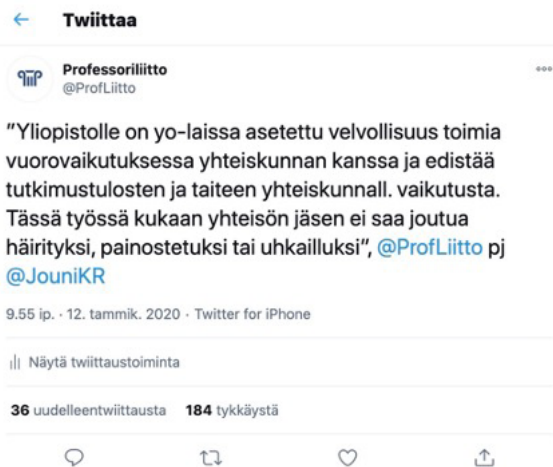 Twiittaa
Professoriliitto
@ProfLiitto
”Yliopistolle on yo-laissa asetettu velvollisuus toimia
vuorovaikutuksessa yhteiskunnan kanssa ja edistää
tutkimustulosten ja taiteen yhteiskunnall. vaikutusta.
Tässä työssä kukaan yhteisön jäsen ei saa joutua
häirityksi, painostetuksi tai uhkailluksi”, @ProfLiitto pj
@JouniKR
9.55 ip. · 12. tammik. 2020 · Twitter for iPhone
Näytä twiittaustoiminta
36 uudelleentwiittausta 184 tykkäystä